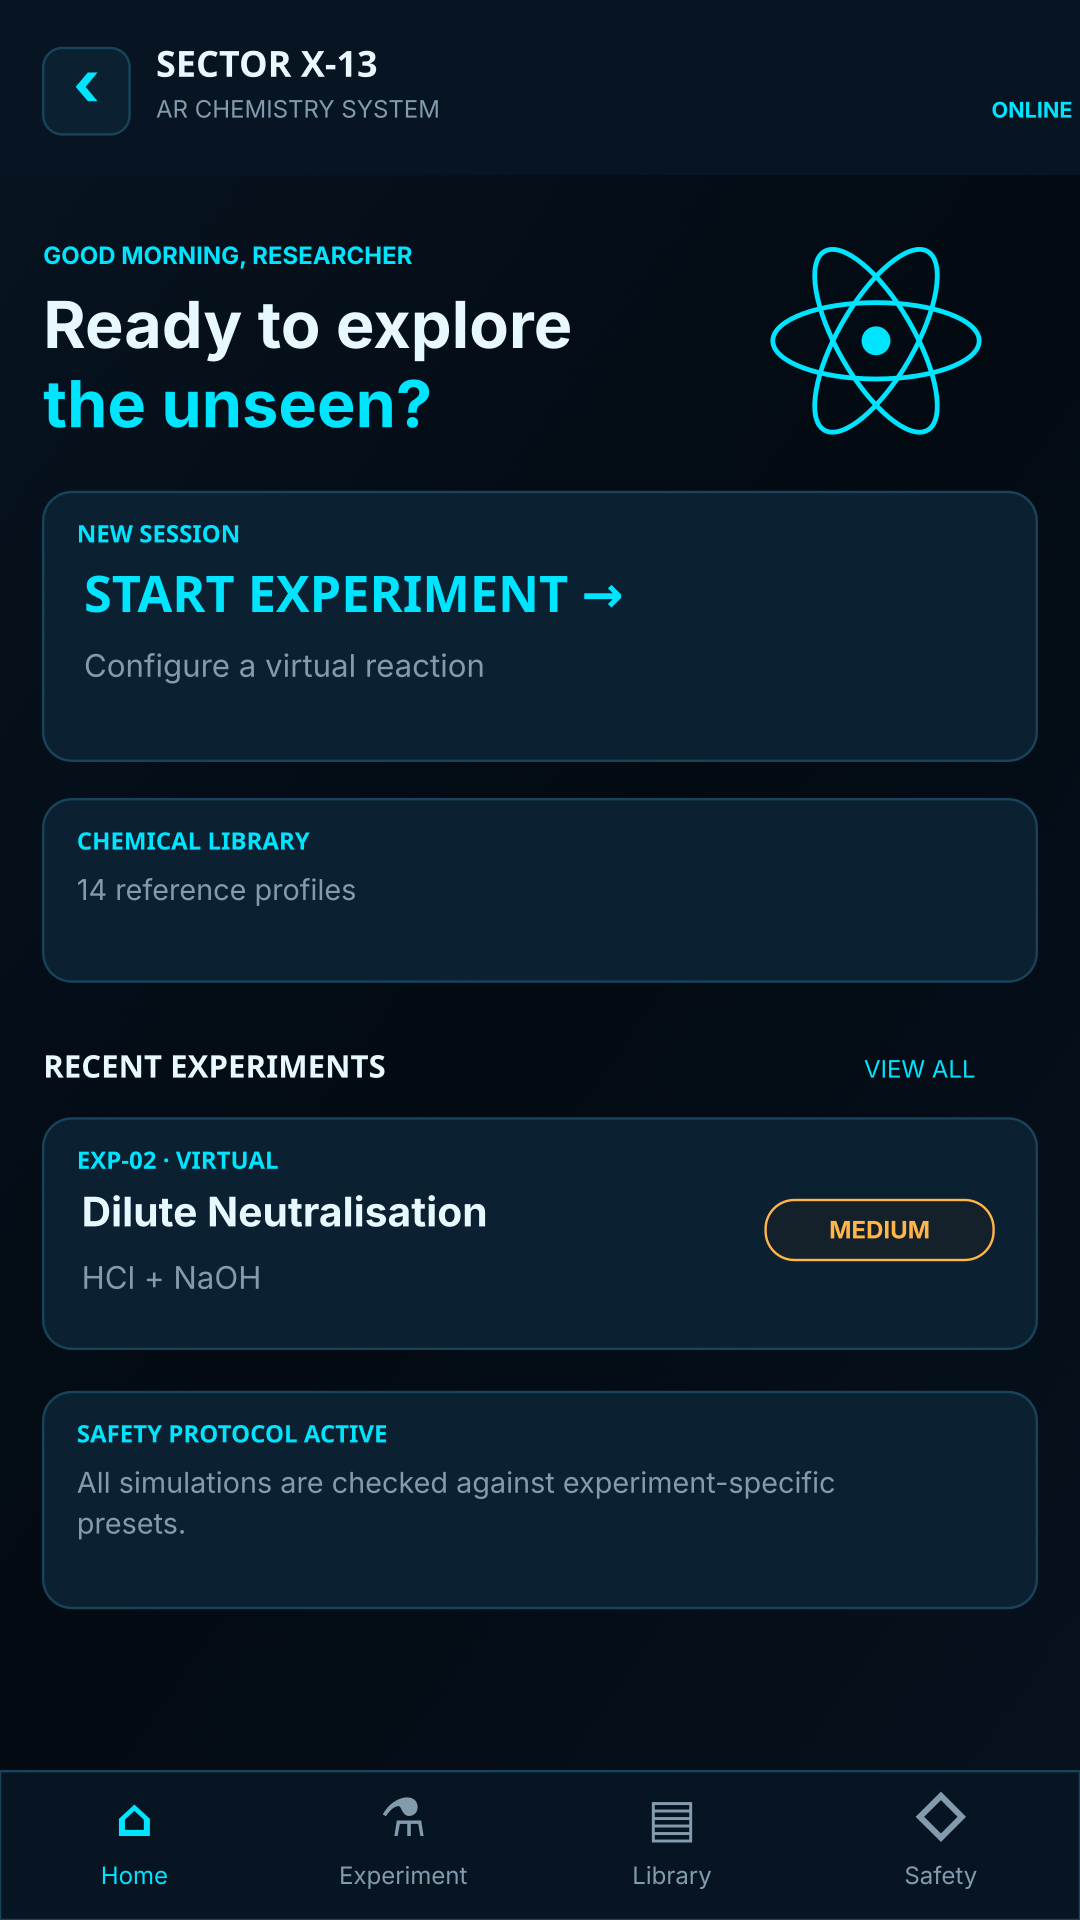 SECTOR X-13
AR CHEMISTRY SYSTEM
ONLINE
GOOD MORNING, RESEARCHER
Ready to explore
the unseen?
NEW SESSION
START EXPERIMENT →
Configure a virtual reaction
CHEMICAL LIBRARY
14 reference profiles
RECENT EXPERIMENTS
VIEW ALL
EXP-02 · VIRTUAL
Dilute Neutralisation
MEDIUM
HCl + NaOH
SAFETY PROTOCOL ACTIVE
All simulations are checked against experiment-specific
presets.
Home
Experiment
Library
Safety